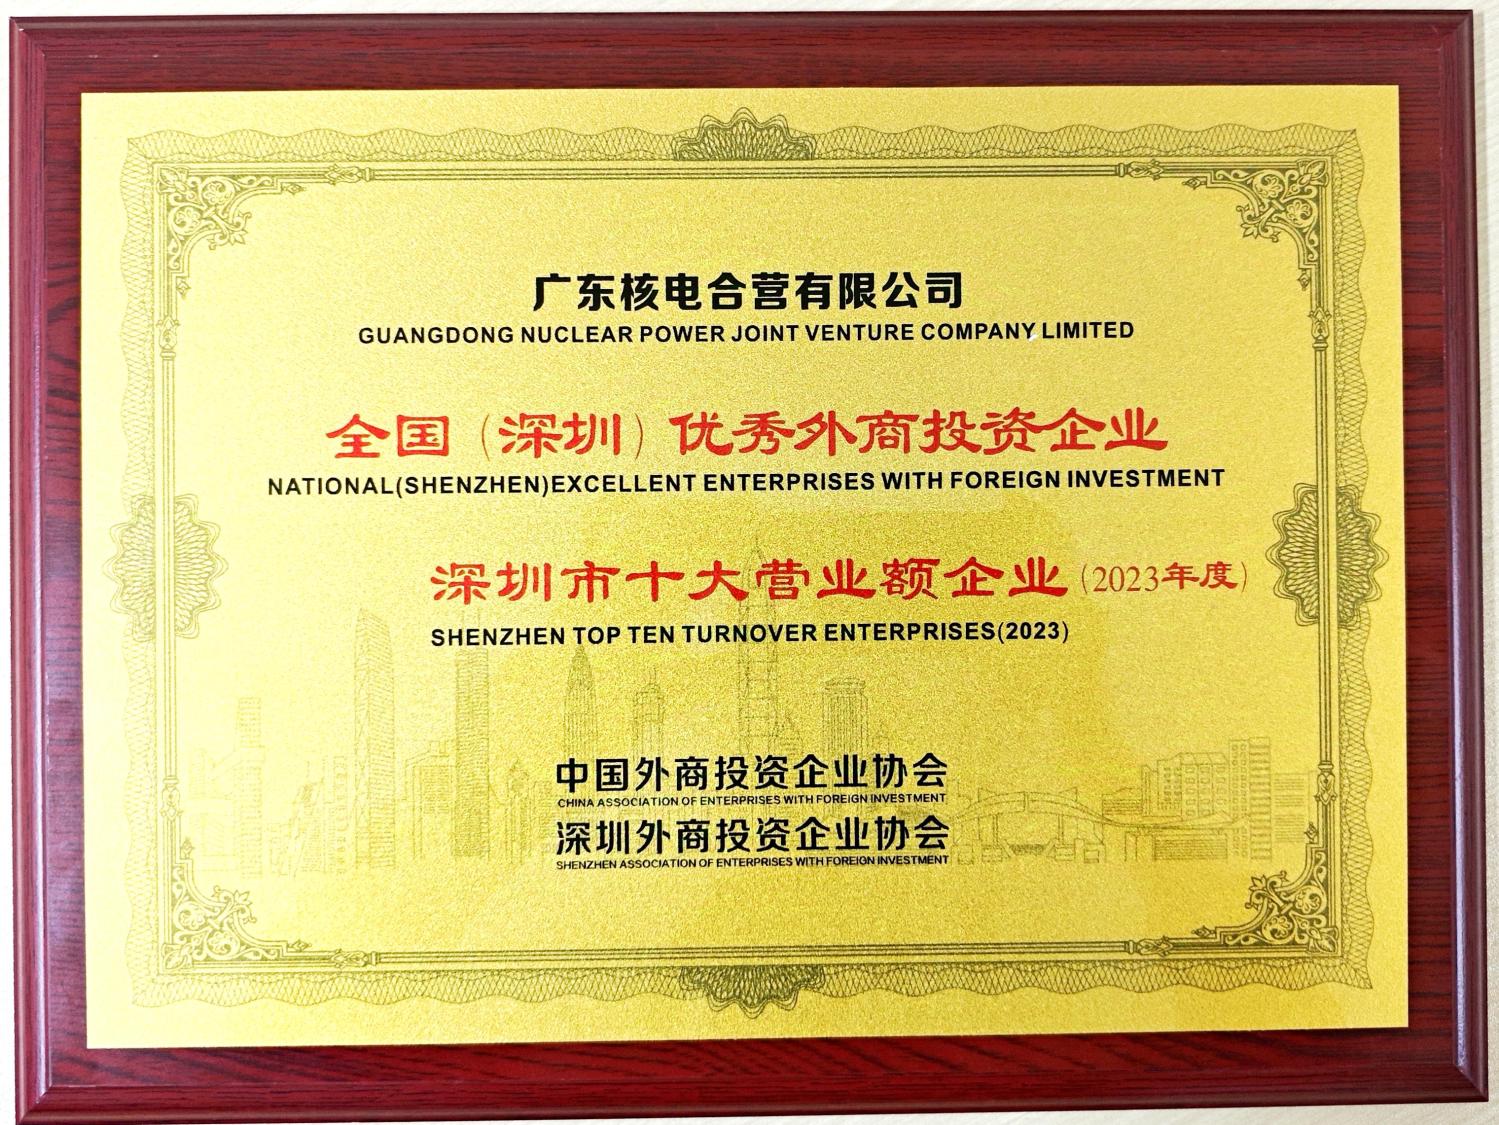 广东核电合营有限公司
GUANGDONG NUCLEAR POWER JOINT VENTURE COMPANY LIMITED
全国（深圳）优秀外商投资企业
NATIONAL(SHENZHEN)EXCELLENT ENTERPRISES WITH FOREIGN INVESTMENT
深圳市十大营业额企业(2023年度)
SHENZHEN TOP TEN TURNOVER ENTERPRISES(2023)
中国外商投资企业协会
CHINA ASSOCIATION OF ENTERPRISES WITH FOREIGN INVESTMENT
深圳外商投资企业协会
SHENZHEN ASSOCIATION OF ENTERPRISES WITH FOREIGN INVESTMENT